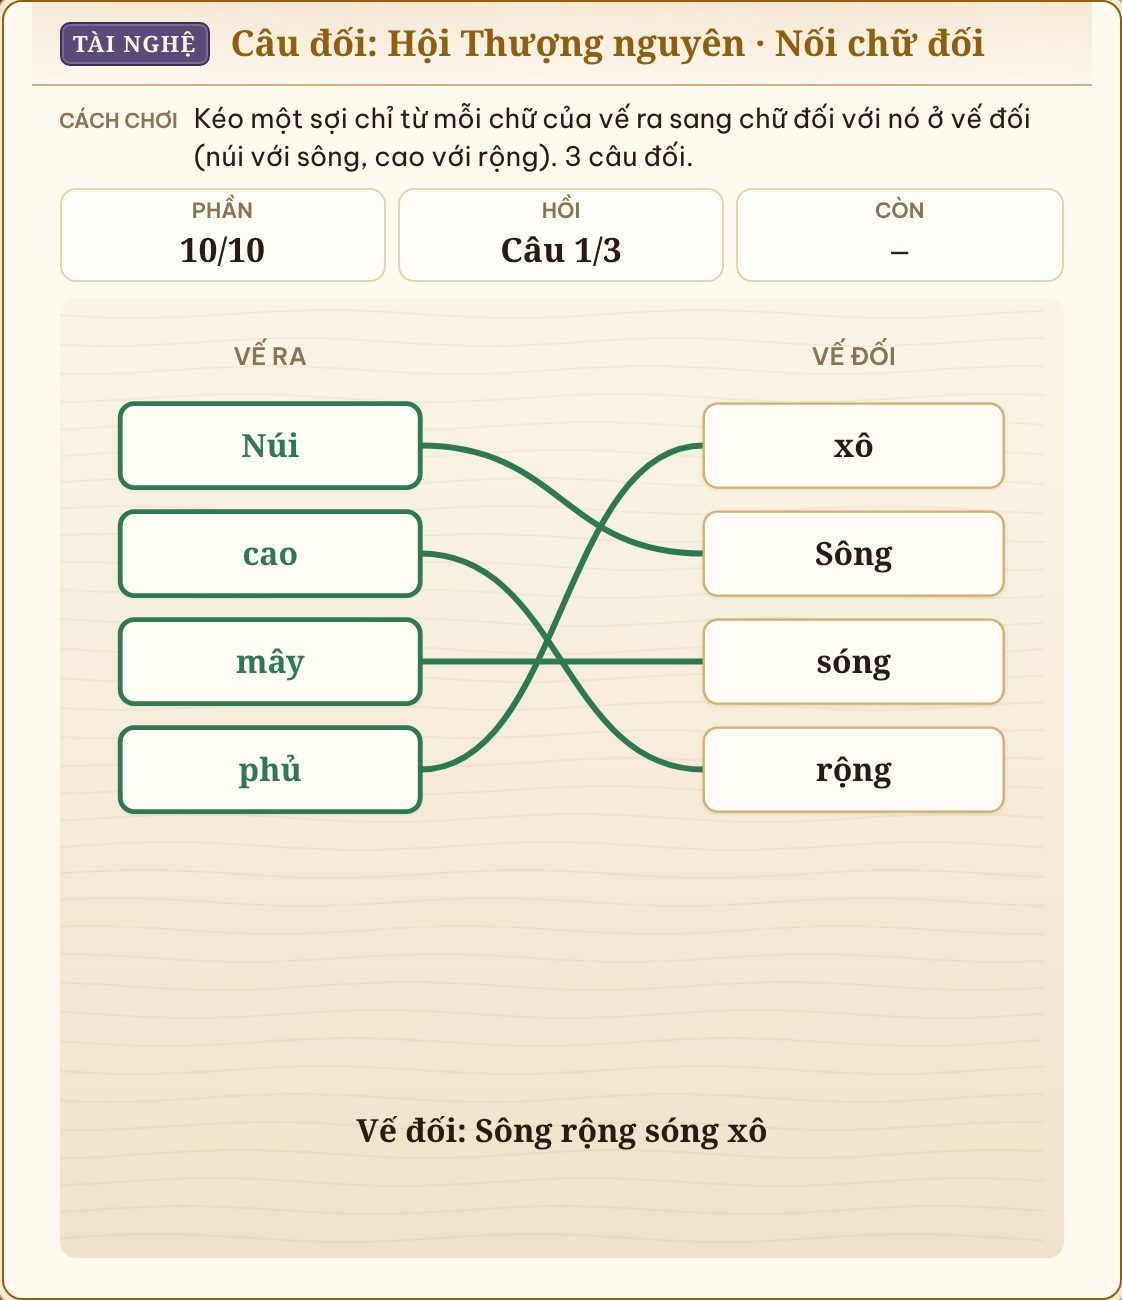 TÀI NGHỆ
Câu đối: Hội Thượng nguyên · Nối chữ đối
CÁCH CHƠI
Kéo một sợi chỉ từ mỗi chữ của vế ra sang chữ đối với nó ở vế đối
(núi với sông, cao với rộng). 3 câu đối.
PHẦN
10/10
HỒI
Câu 1/3
CÒN
–
VẾ RA
VẾ ĐỐI
Núi
xô
cao
Sông
mây
sóng
phủ
rộng
Vế đối: Sông rộng sóng xô